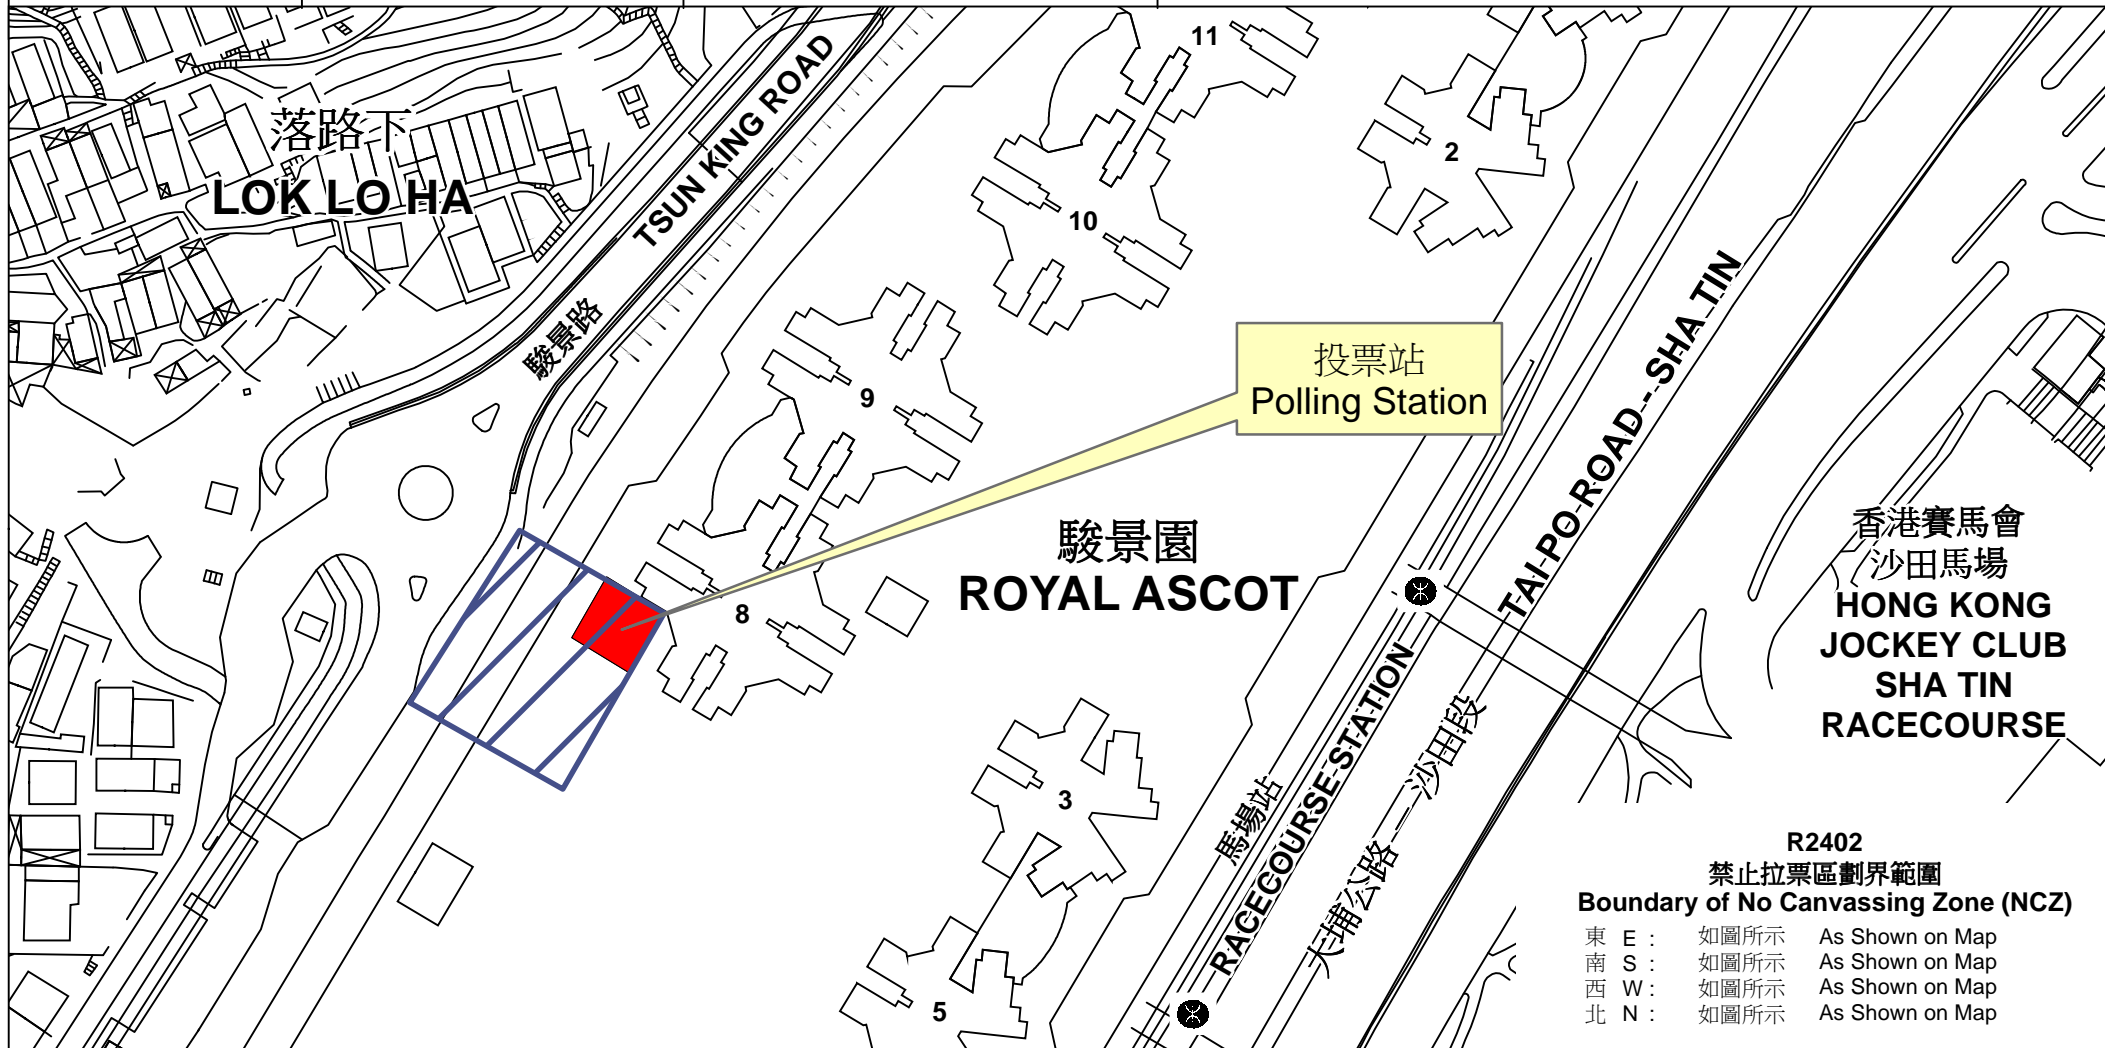 11
落路下
LOK LO HA
TSUN KING ROAD
駿景路
2
10
9
投票站
Polling Station
8
駿景園
ROYAL ASCOT
TAI PO ROAD - SHA TIN
大埔公路 — 沙田段
馬場站
RACECOURSE STATION
香港賽馬會
沙田馬場
HONG KONG
JOCKEY CLUB
SHA TIN
RACECOURSE
3
5
R2402
禁止拉票區劃界範圍
Boundary of No Canvassing Zone (NCZ)
東 E : 如圖所示 As Shown on Map
南 S : 如圖所示 As Shown on Map
西 W : 如圖所示 As Shown on Map
北 N : 如圖所示 As Shown on Map